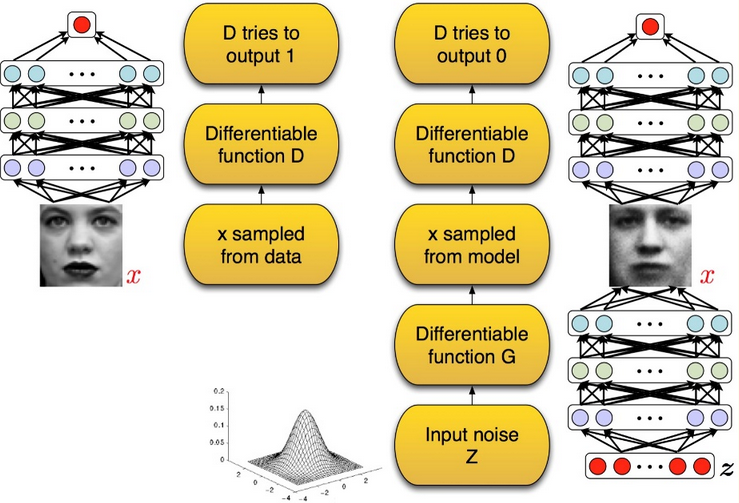 D tries to
output 1
Differentiable
function D
x sampled
from data
x
D tries to
output 0
Differentiable
function D
x sampled
from model
Differentiable
function G
Input noise
Z
x
z
0.2
0.15
0.1
0.05
0
2
0
-2
-4
-4
-2
0
2